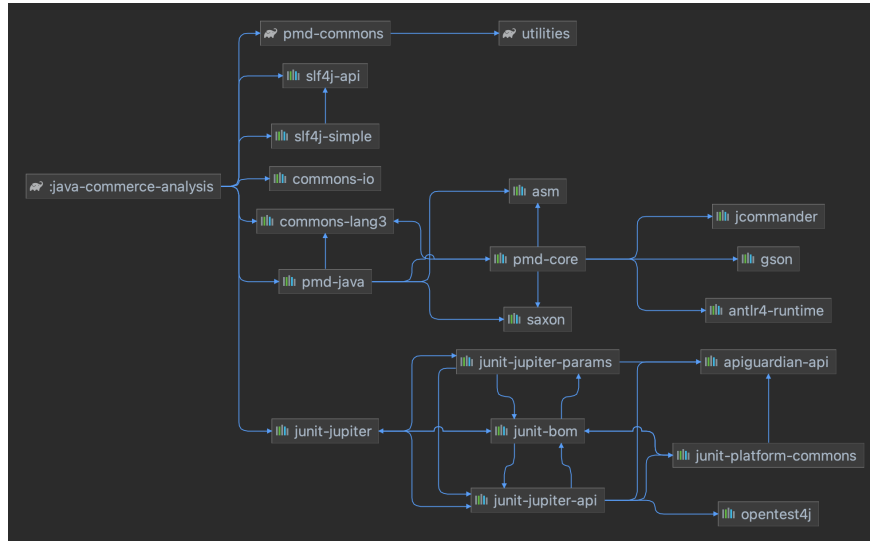 pmd-commons
utilities
slf4j-api
slf4j-simple
:java-commerce-analysis
commons-io
asm
commons-lang3
jcommander
pmd-core
gson
pmd-java
antlr4-runtime
saxon
junit-jupiter-params
apiguardian-api
junit-jupiter
junit-bom
junit-platform-commons
junit-jupiter-api
opentest4j